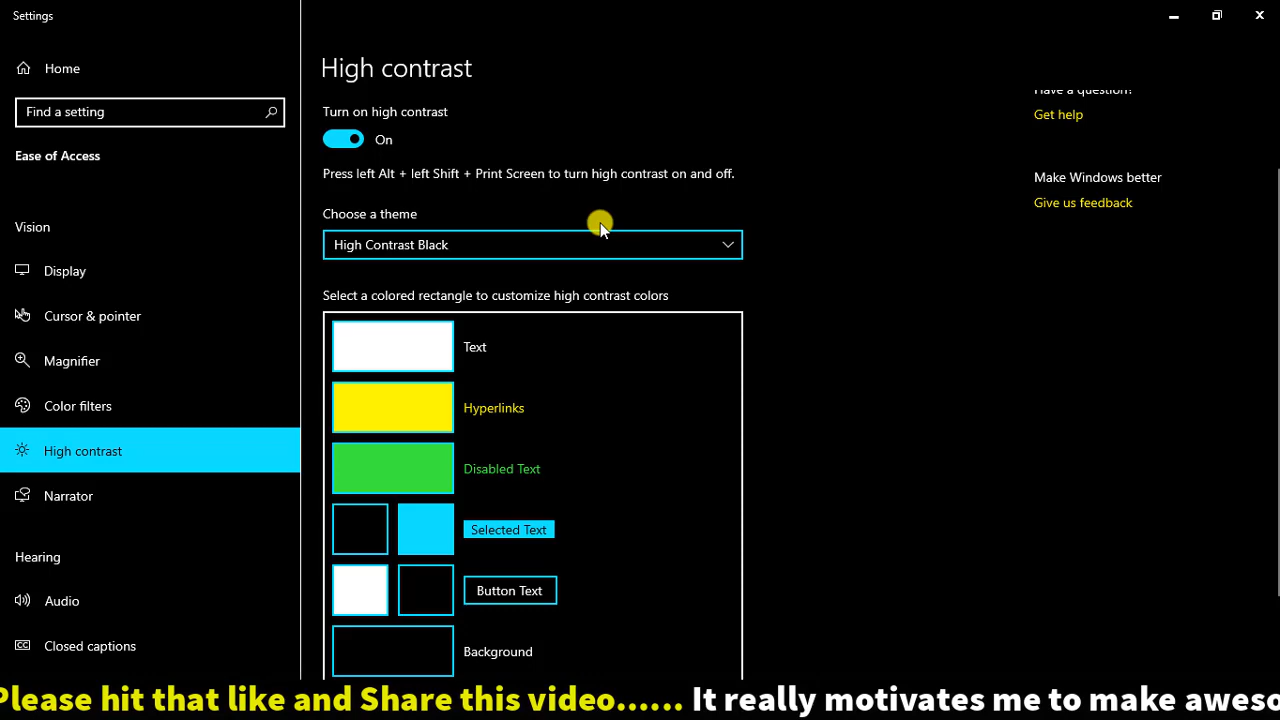 Settings
Home
Find a setting
Ease of Access
Vision
Display
Cursor & pointer
Magnifier
Color filters
High contrast
Narrator
Hearing
Audio
Closed captions
High contrast
Turn on high contrast
On
Press left Alt + left Shift + Print Screen to turn high contrast on and off.
Choose a theme
High Contrast Black
Select a colored rectangle to customize high contrast colors
Text
Hyperlinks
Disabled Text
Selected Text
Button Text
Background
Have a question?
Get help
Make Windows better
Give us feedback
Please hit that like and Share this video...... It really motivates me to make aweso